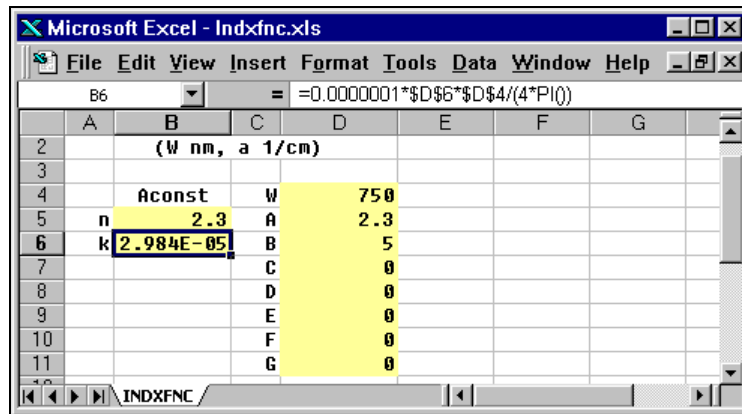 Microsoft Excel - Indxfnc.xls
File Edit View Insert Format Tools Data Window Help
B6 = =0.0000001*$D$6*$D$4/(4*PI())
A B C D E F G
2 (W nm, a 1/cm)
3
4 Aconst W 750
5 n 2.3 A 2.3
6 k 2.984E-05 B 5
7 C 0
8 D 0
9 E 0
10 F 0
11 G 0
INDXFNC